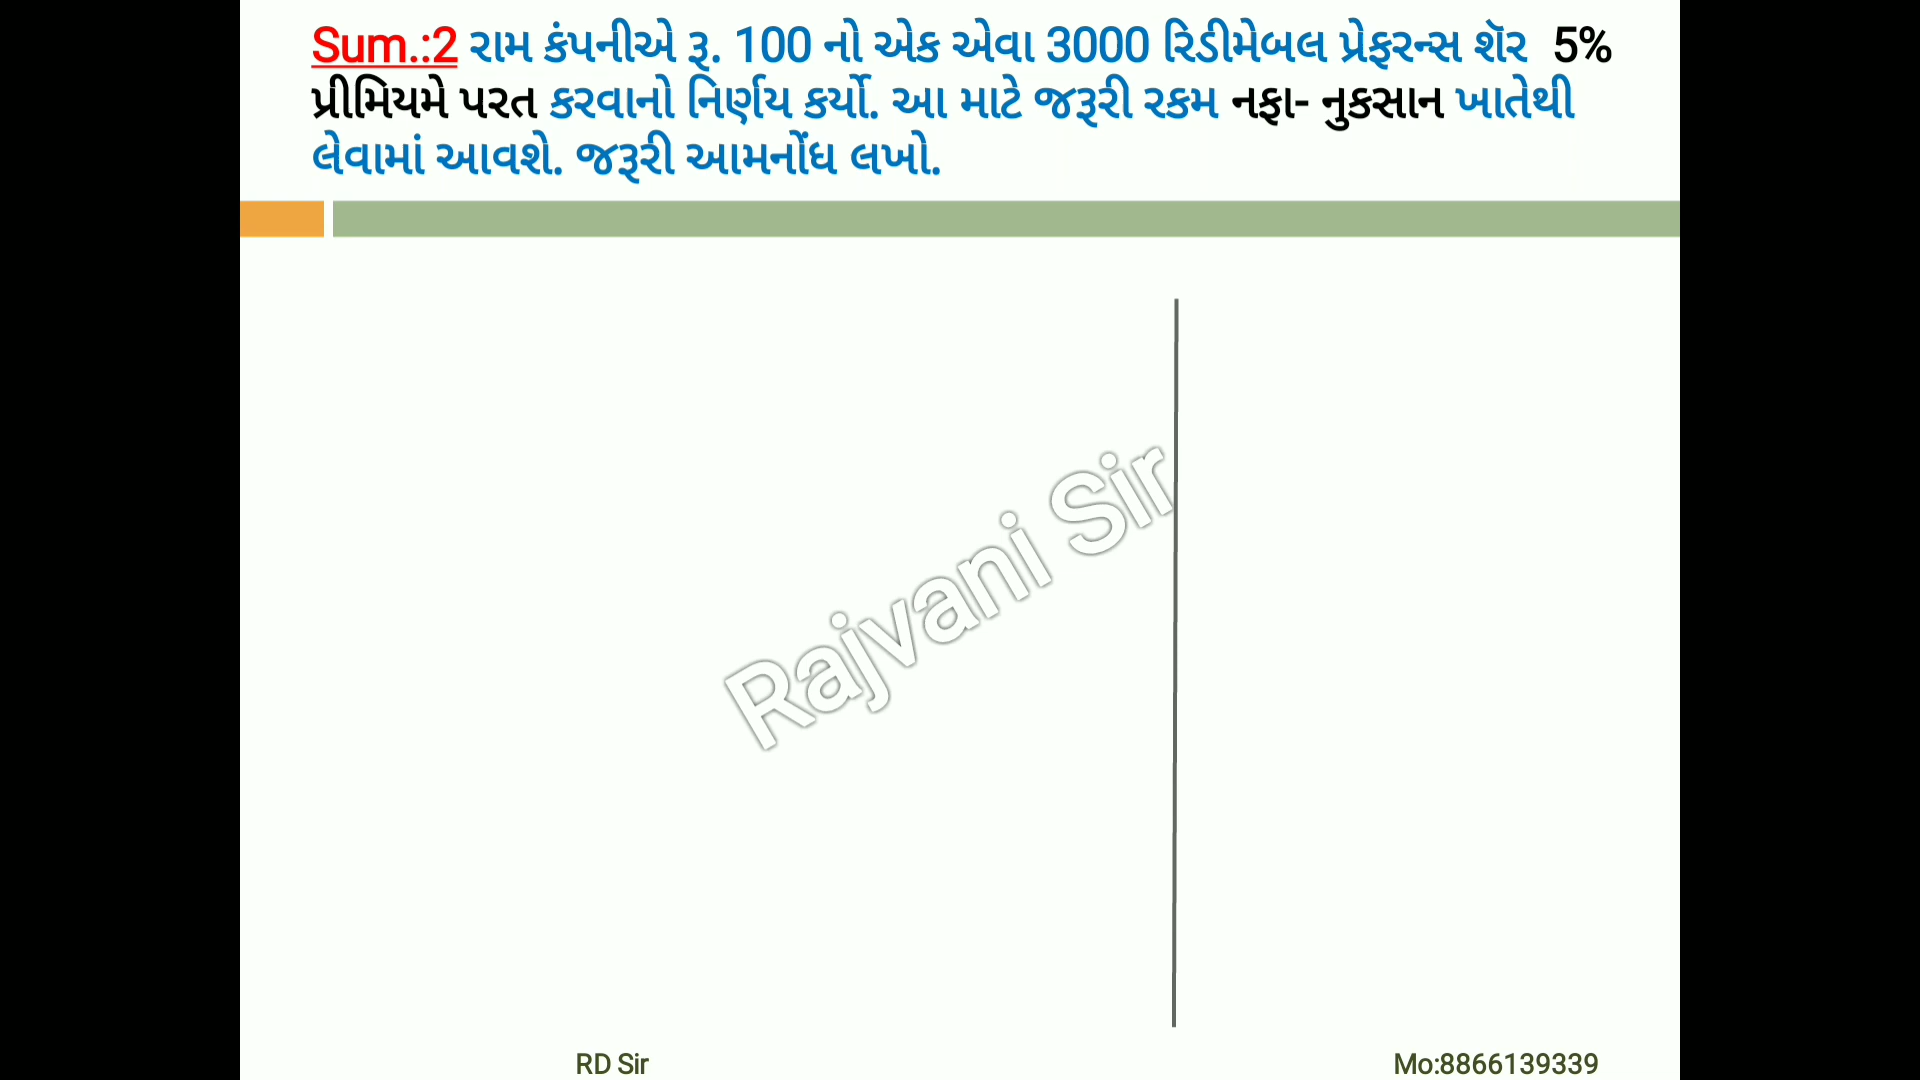 Sum.:2 રામ કંપનીએ રૂ. 100 નો એક એવા 3000 રિડીમેબલ પ્રેફરન્સ શૅર 5%
પ્રીમિયમે પરત કરવાનો નિર્ણય કર્યો. આ માટે જરૂરી રકમ નફા- નુકસાન ખાતેથી
લેવામાં આવશે. જરૂરી આમનોંધ લખો.
Rajvani Sir
RD Sir
Mo:8866139339